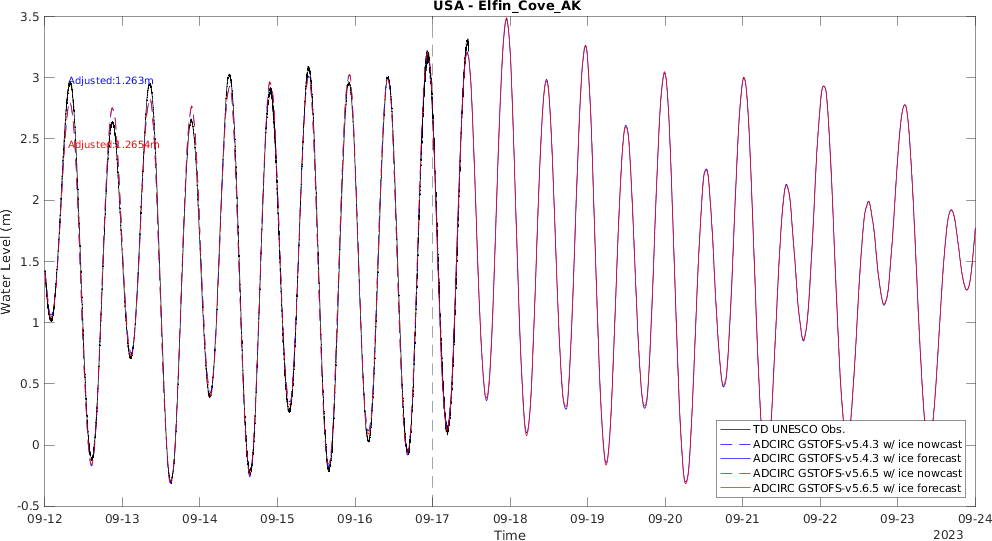 USA - Elfin_Cove_AK
Water Level (m)
3.5
3
2.5
2
1.5
1
0.5
0
-0.5
Adjusted:1.263m
Adjusted:1.2654m
TD UNESCO Obs.
ADCIRC GSTOFS-v5.4.3 w/ ice nowcast
ADCIRC GSTOFS-v5.4.3 w/ ice forecast
ADCIRC GSTOFS-v5.6.5 w/ ice nowcast
ADCIRC GSTOFS-v5.6.5 w/ ice forecast
09-12 09-13 09-14 09-15 09-16 09-17 09-18 09-19 09-20 09-21 09-22 09-23 09-24
Time
2023